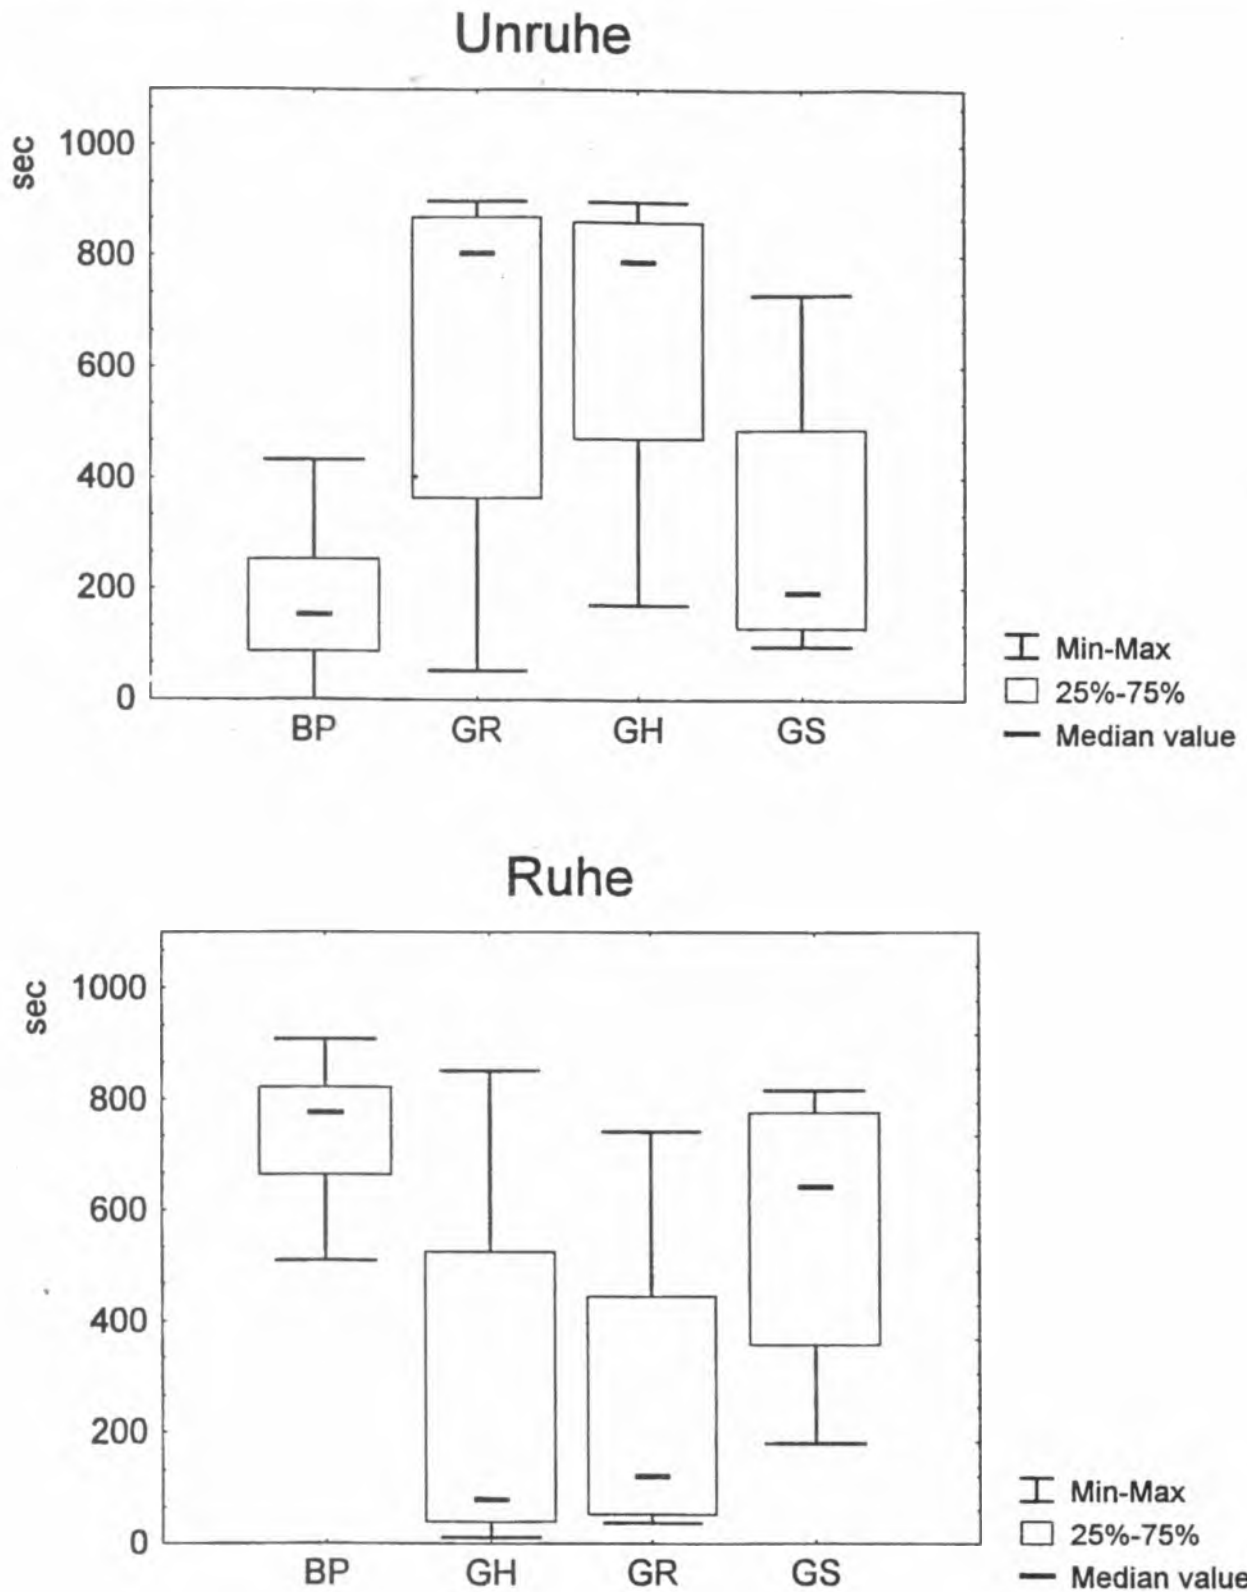 Unruhe
sec
1000
800
600
400
200
0
BP GR GH GS
Min-Max
25%-75%
Median value
Ruhe
sec
1000
800
600
400
200
0
BP GH GR GS
Min-Max
25%-75%
Median value